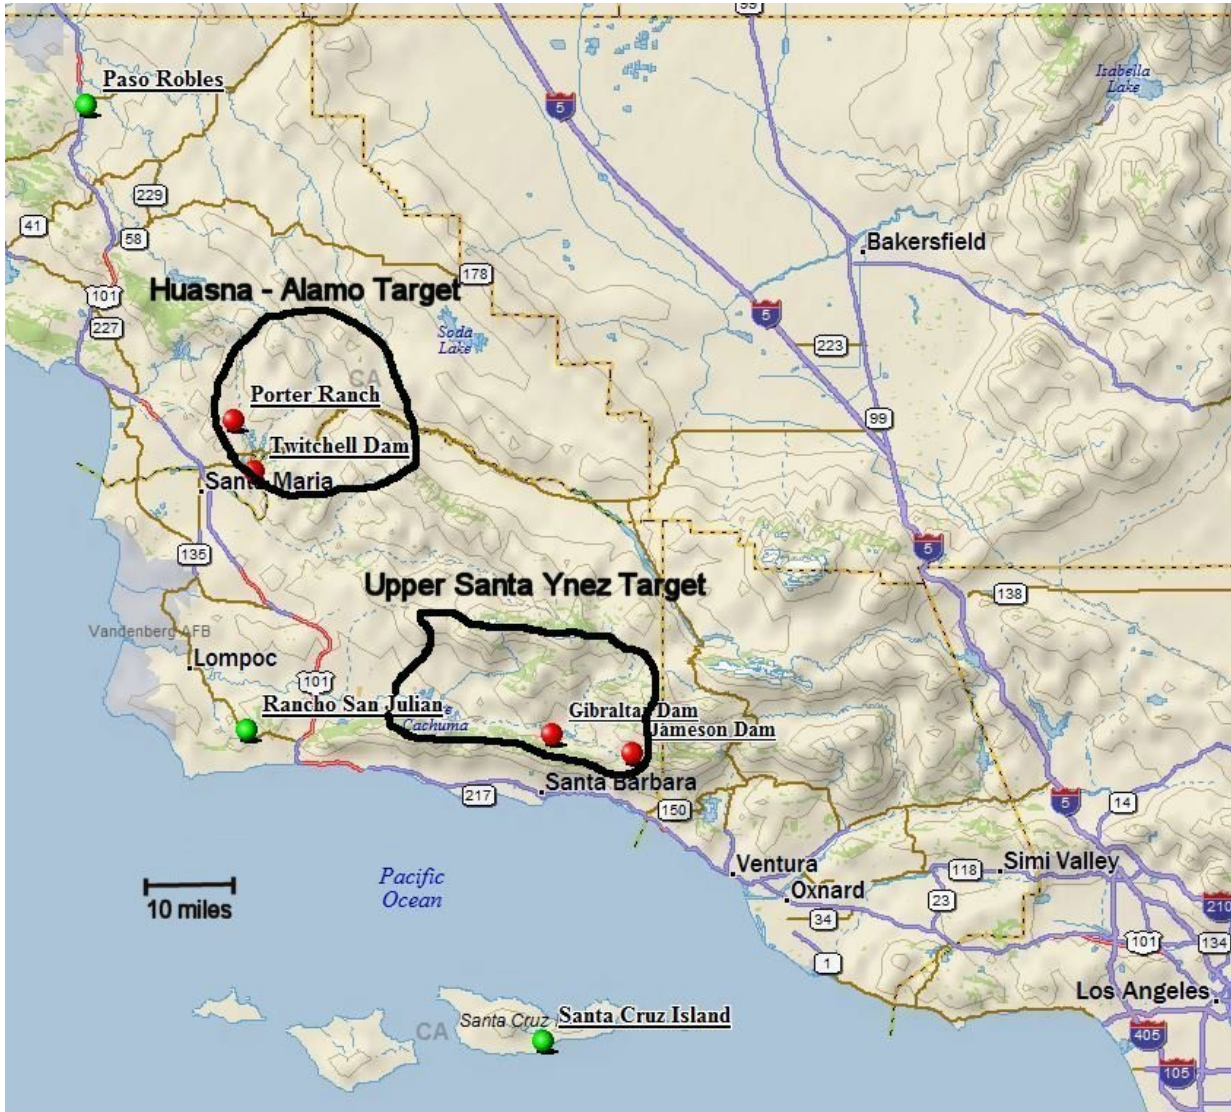 99
Paso Robles
Isabella
Lake
5
229
41
58
Bakersfield
178
101
Huasna - Alamo Target
227
5
Soda
Lake
223
CA
Porter Ranch
99
Twitchell Dam
Santa Maria
135
5
Upper Santa Ynez Target
138
Vandenberg AFB
Lompoc
101
Rancho San Julian
Gibraltar Dam
Cachuma
Jameson Dam
Santa Barbara
217
150
5
14
Ventura
118
Simi Valley
Pacific
Ocean
10 miles
Oxnard
34
23
210
1
101
134
Los Angeles
Santa Cruz
Santa Cruz Island
CA
405
105